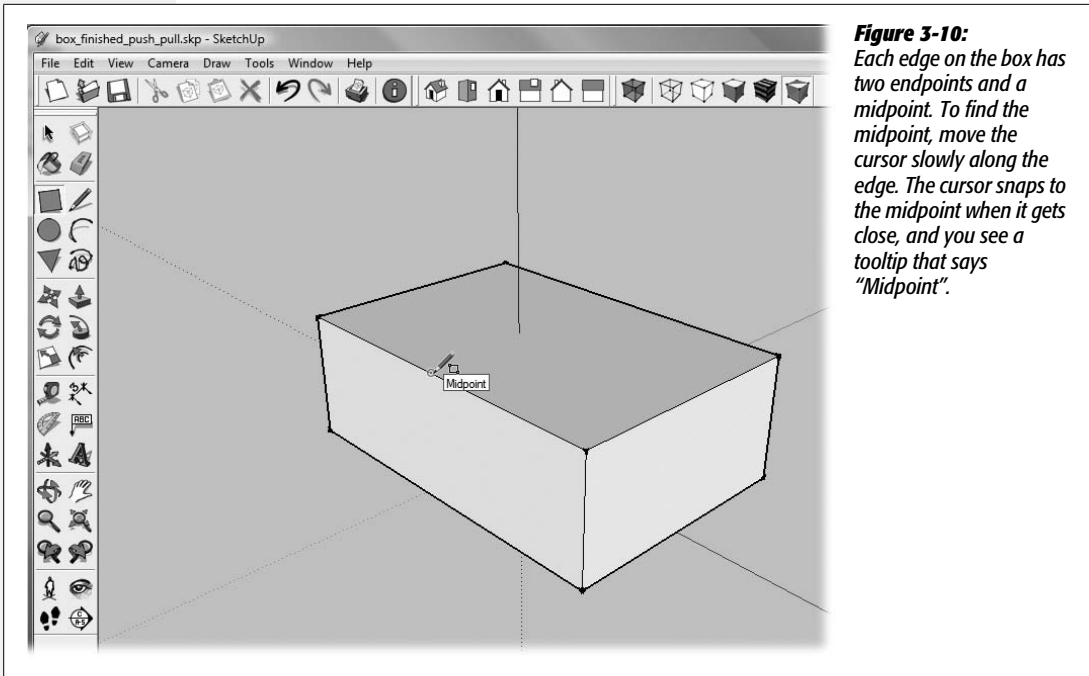 box_finished_push_pull.skp - SketchUp
File Edit View Camera Draw Tools Window Help
ABC
Midpoint
Figure 3-10:
Each edge on the box has
two endpoints and a
midpoint. To find the
midpoint, move the
cursor slowly along the
edge. The cursor snaps to
the midpoint when it gets
close, and you see a
tooltip that says
“Midpoint”.